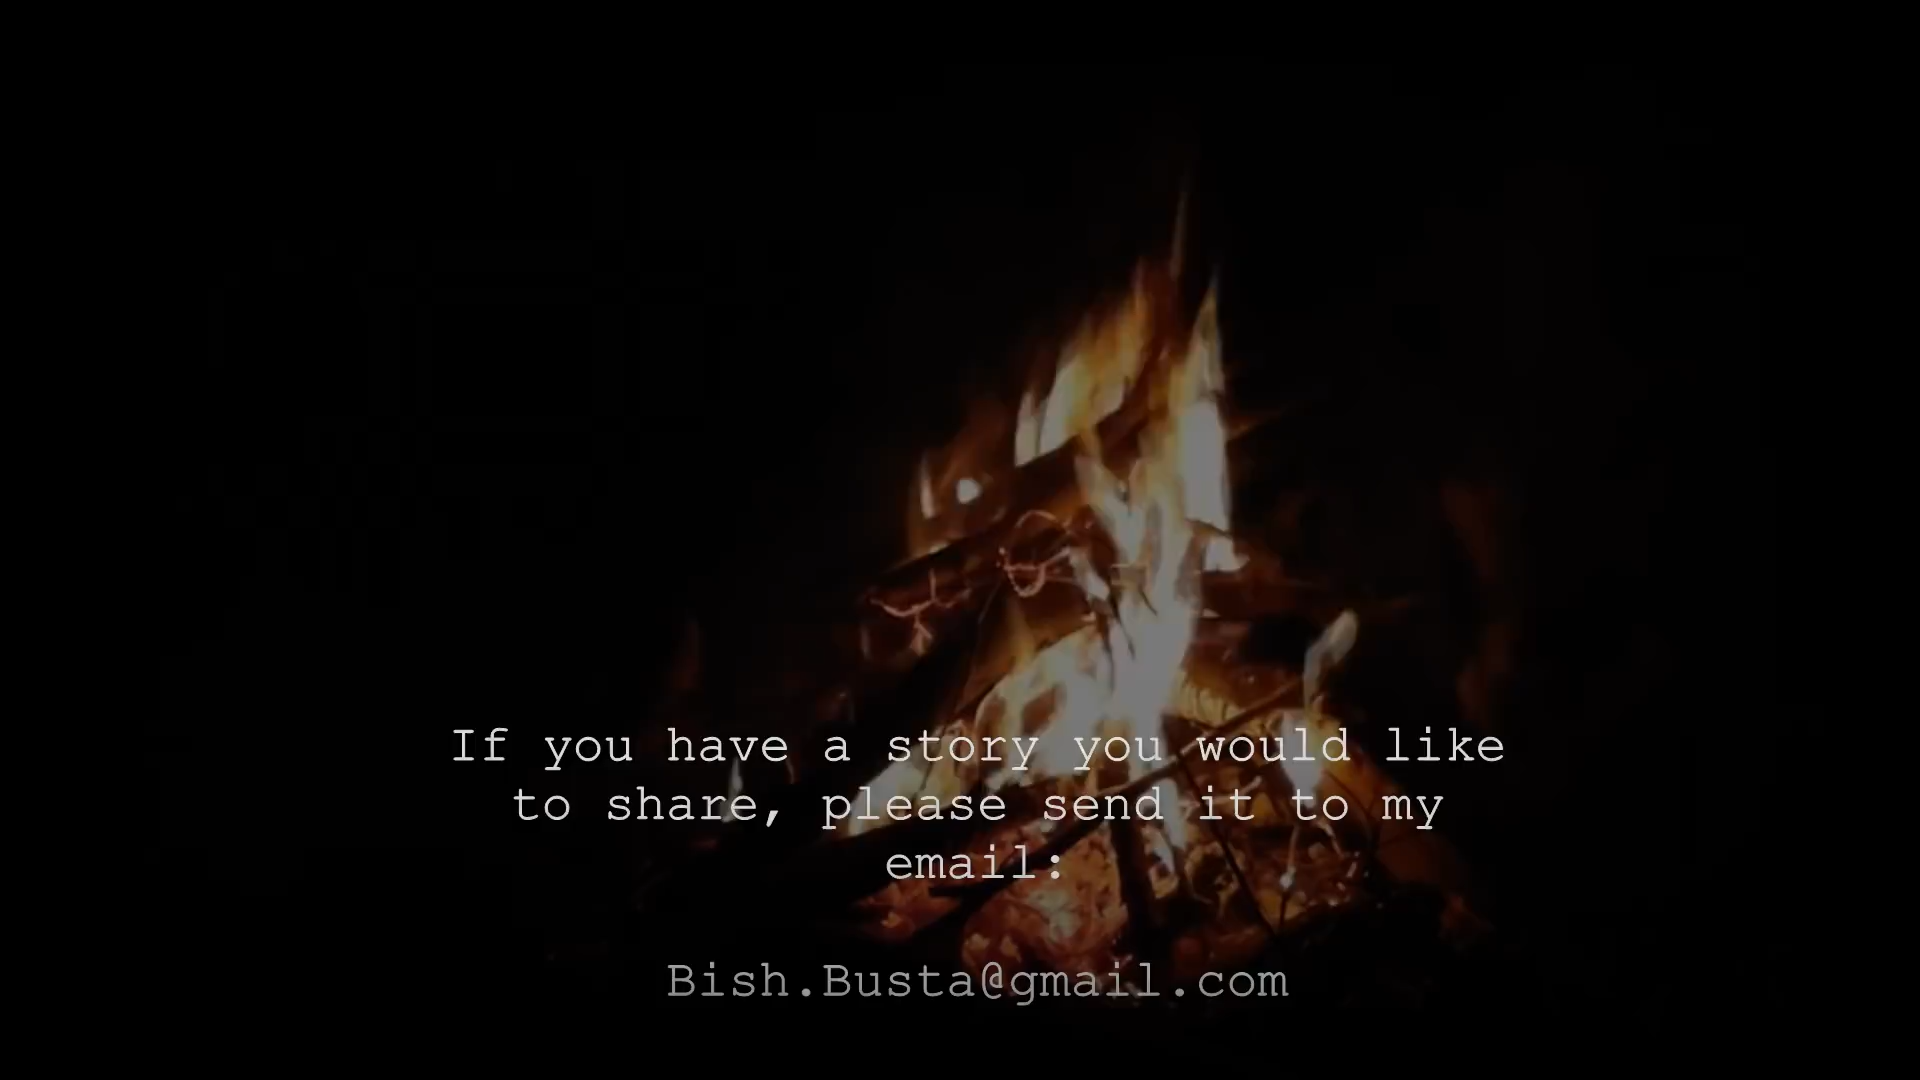 If you have a story you would like
to share, please send it to my
email:
Bish.Busta@gmail.com